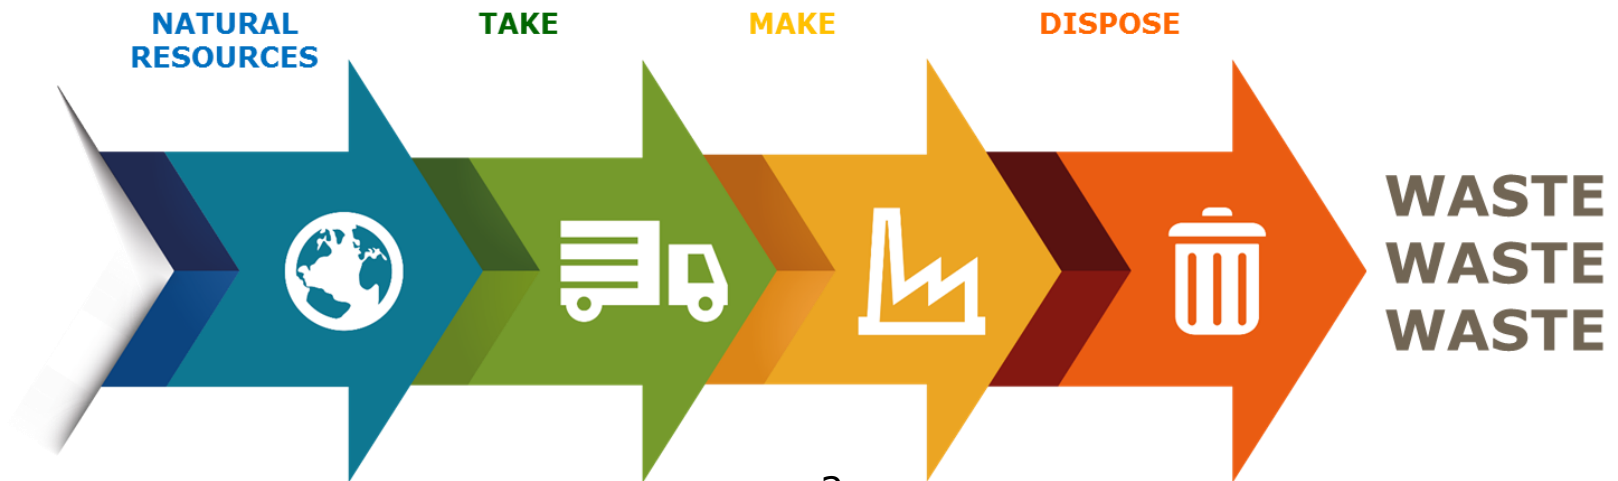 NATURAL
RESOURCES
TAKE
MAKE
DISPOSE
WASTE
WASTE
WASTE